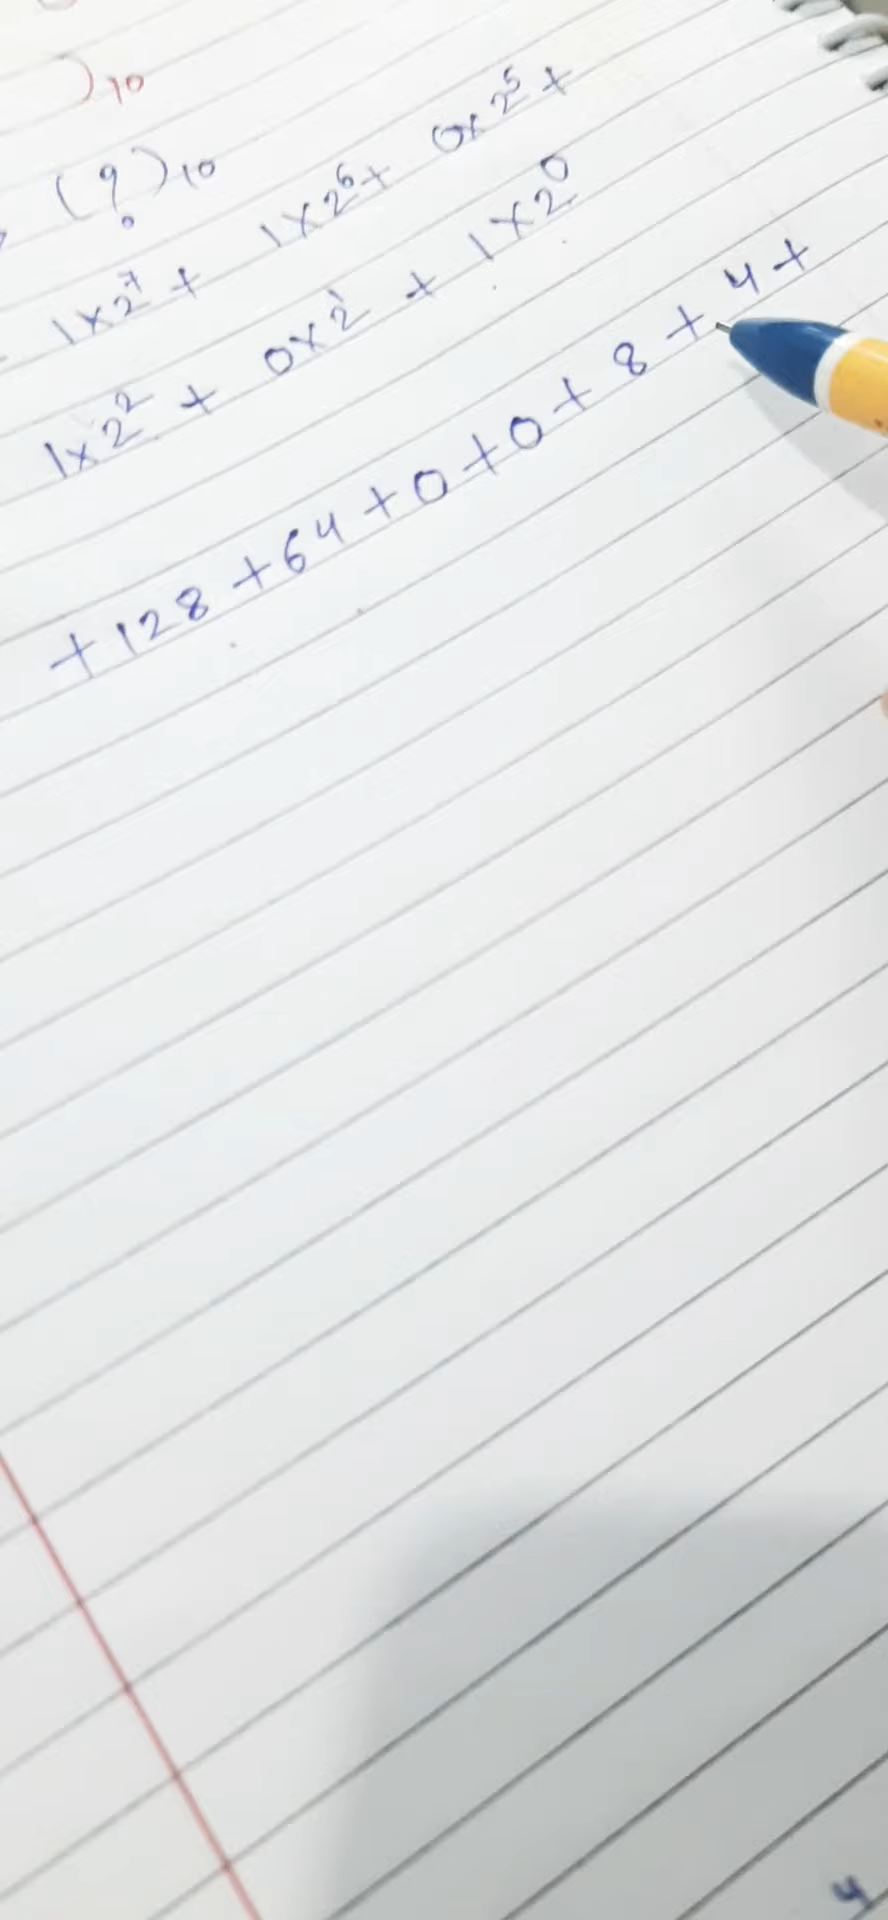 )10
(?)10
1×2⁷ + 1×2⁶ + 0×2⁵ +
1×2² + 0×2¹ + 1×2⁰
+128 +64 +0 +0 +8 +4 +
4